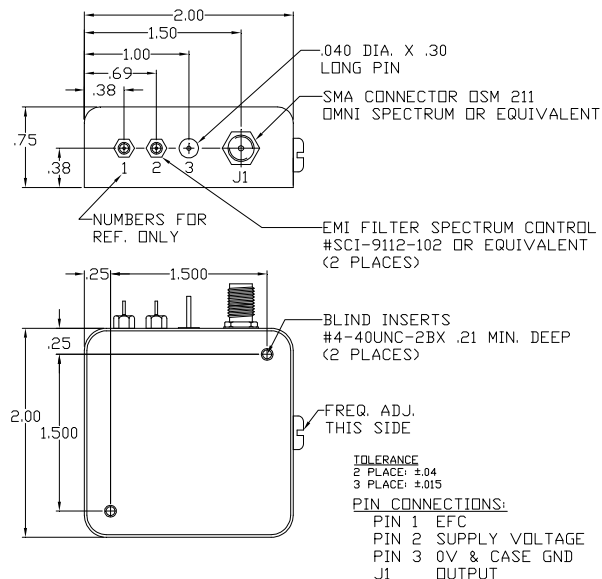 2.00
1.50
1.00
.69
.38
.040 DIA. X .30
LONG PIN
SMA CONNECTOR OSM 211
OMNI SPECTRUM OR EQUIVALENT
.75
.38
1
2
3
J1
NUMBERS FOR
REF. ONLY
EMI FILTER SPECTRUM CONTROL
#SCI-9112-102 OR EQUIVALENT
(2 PLACES)
.25
1.500
BLIND INSERTS
#4-40UNC-2BX .21 MIN. DEEP
(2 PLACES)
.25
2.00
1.500
FREQ. ADJ.
THIS SIDE
TOLERANCE
2 PLACE: ±.04
3 PLACE: ±.015
PIN CONNECTIONS:
PIN 1 EFC
PIN 2 SUPPLY VOLTAGE
PIN 3 0V & CASE GND
J1 OUTPUT